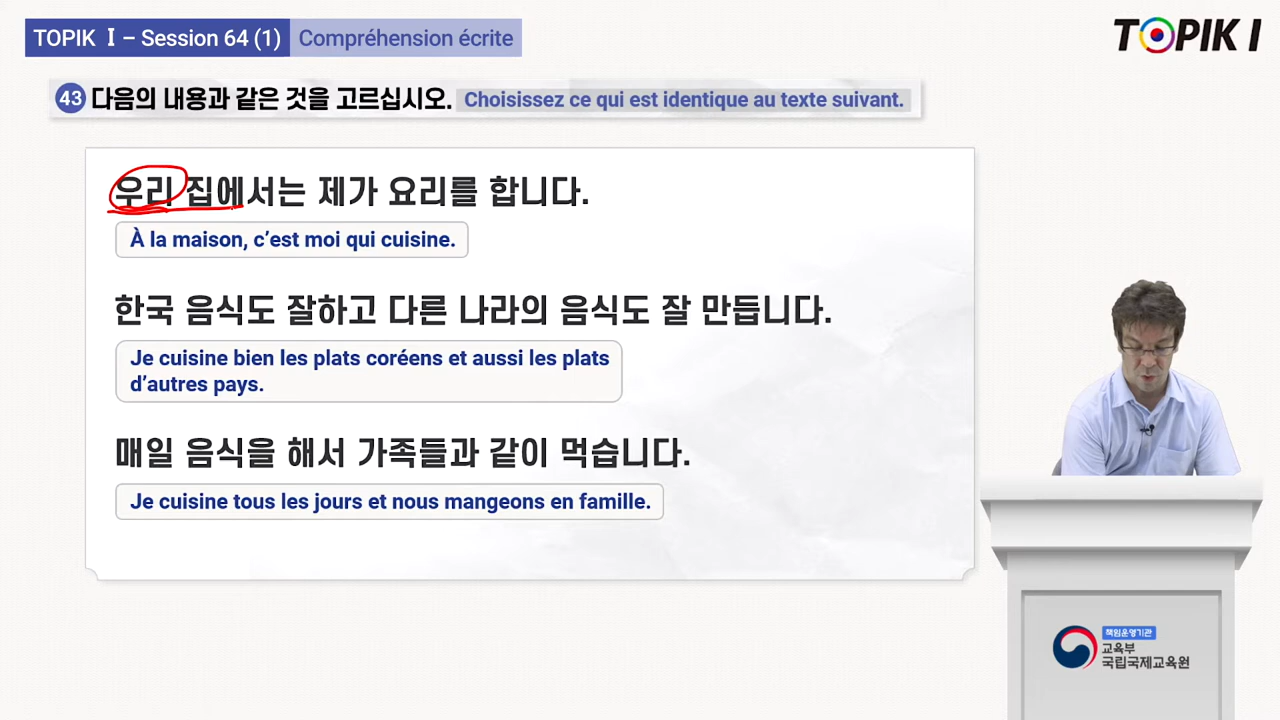 TOPIK Ⅰ – Session 64 (1) Compréhension écrite
TOPIK I
43 다음의 내용과 같은 것을 고르십시오. Choisissez ce qui est identique au texte suivant.
우리 집에서는 제가 요리를 합니다.
À la maison, c’est moi qui cuisine.
한국 음식도 잘하고 다른 나라의 음식도 잘 만듭니다.
Je cuisine bien les plats coréens et aussi les plats
d’autres pays.
매일 음식을 해서 가족들과 같이 먹습니다.
Je cuisine tous les jours et nous mangeons en famille.
책임운영기관
교육부
국립국제교육원